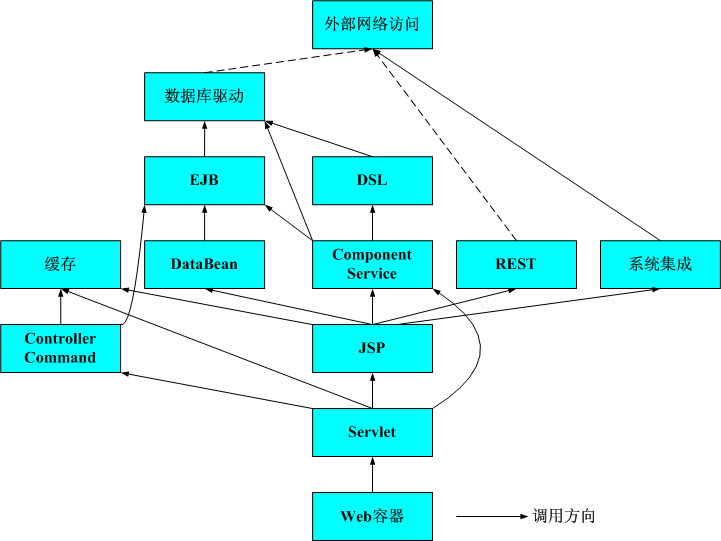 外部网络访问
数据库驱动
EJB
DSL
缓存
DataBean
Component
Service
REST
系统集成
Controller
Command
JSP
Servlet
Web容器
调用方向